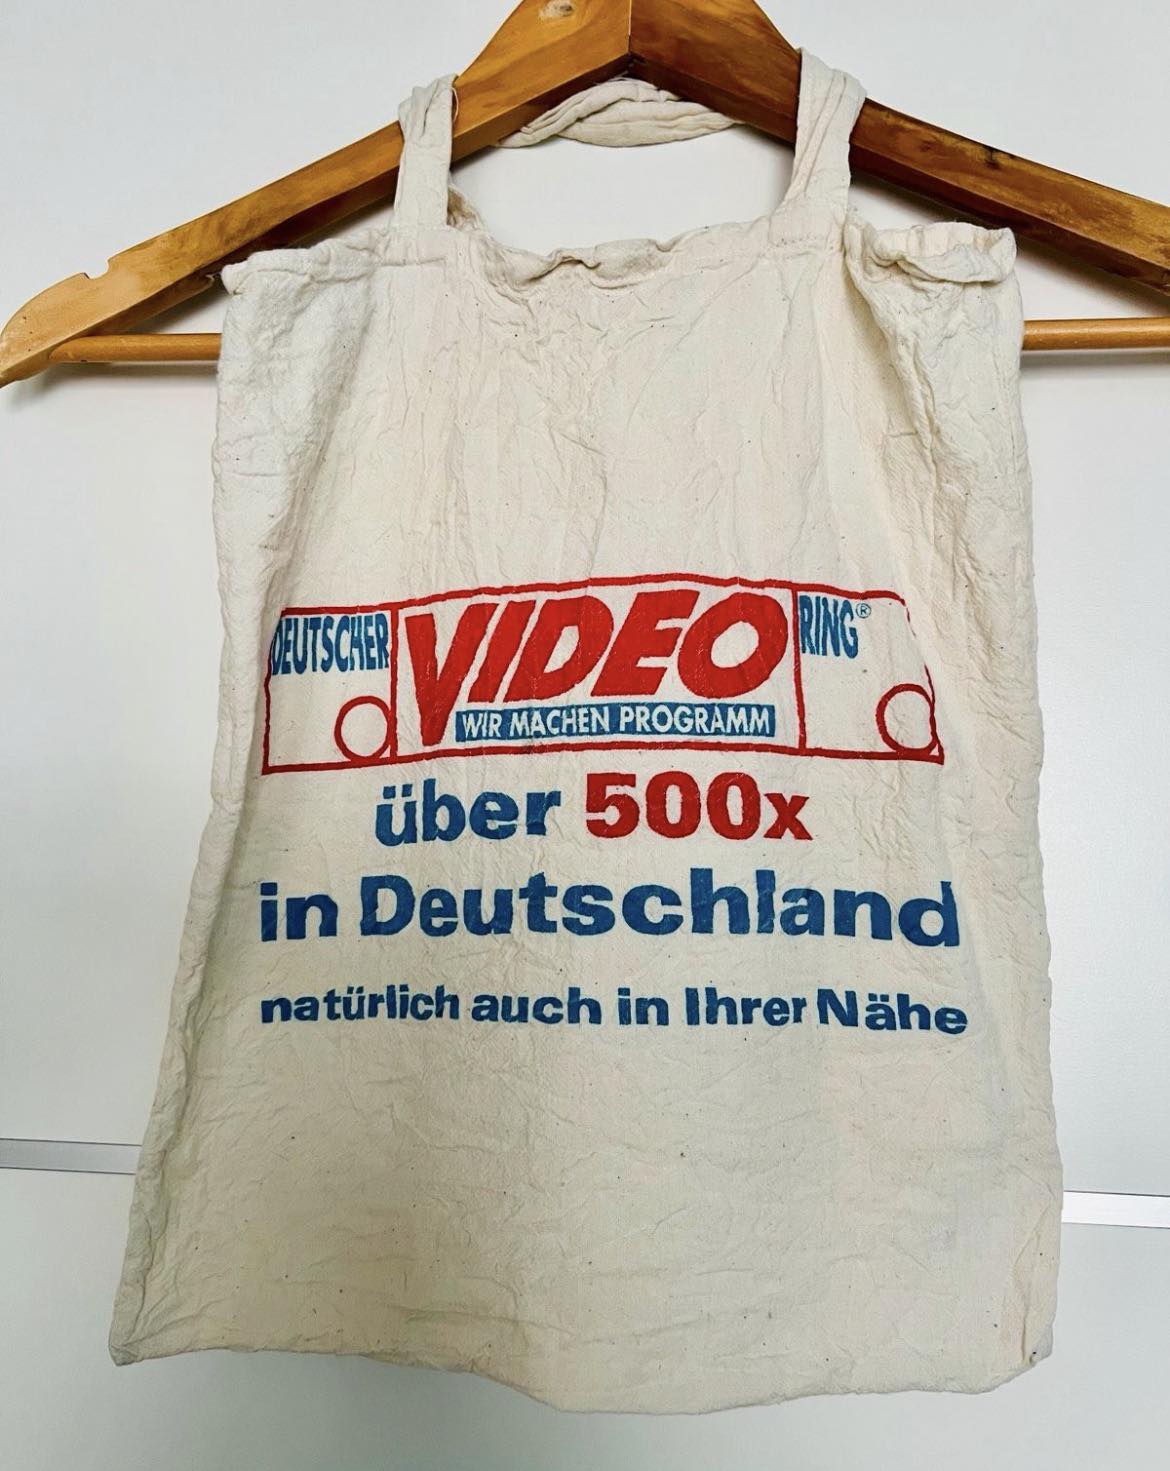 DEUTSCHER VIDEO RING®
WIR MACHEN PROGRAMM
über 500x
in Deutschland
natürlich auch in Ihrer Nähe